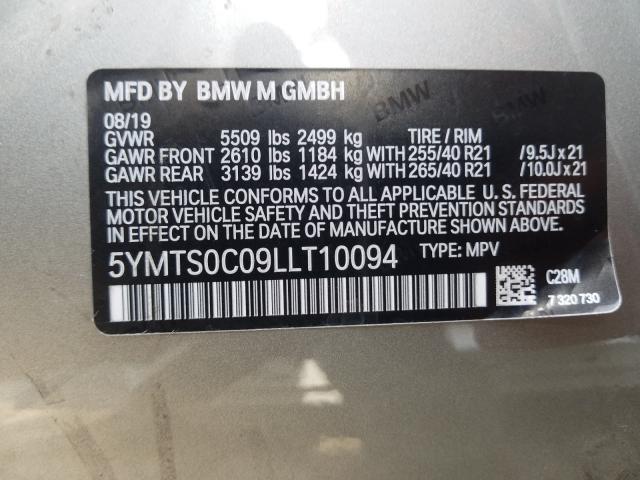 MFD BY BMW M GMBH
08/19
GVWR 5509 lbs 2499 kg TIRE / RIM
GAWR FRONT 2610 lbs 1184 kg WITH 255/40 R21 /9.5J x 21
GAWR REAR 3139 lbs 1424 kg WITH 265/40 R21 /10.0J x 21
THIS VEHICLE CONFORMS TO ALL APPLICABLE U. S. FEDERAL
MOTOR VEHICLE SAFETY AND THEFT PREVENTION STANDARDS
IN EFFECT ON THE DATE OF MANUFACTURE SHOWN ABOVE.
5YMTS0C09LLT10094 TYPE: MPV
C28M
7 320 730
BMW